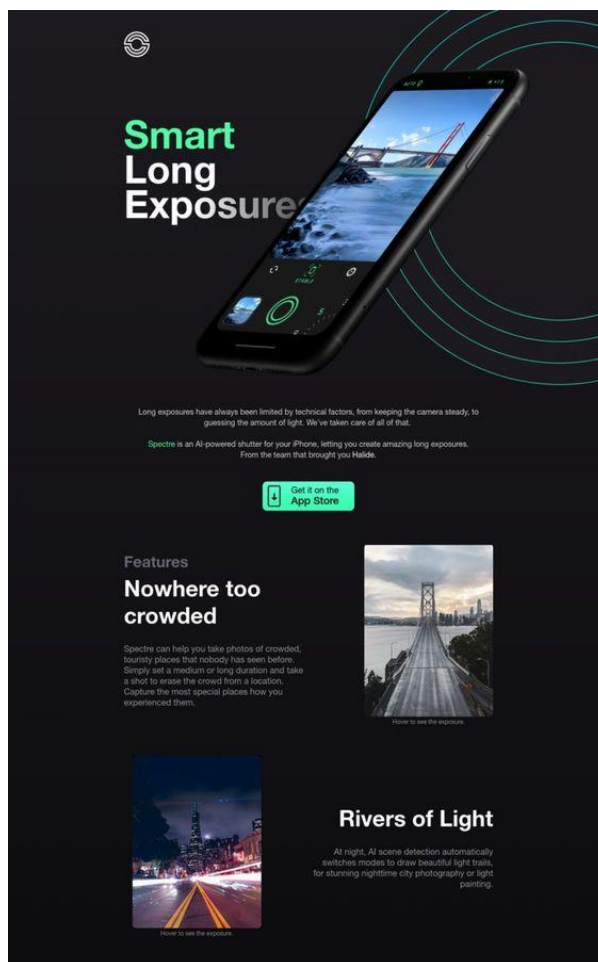 AUTO
Smart
Long
Exposures
STABLE
Long exposures have always been limited by technical factors, from keeping the camera steady, to
guessing the amount of light. We've taken care of all of that.
Spectre is an AI-powered shutter for your iPhone, letting you create amazing long exposures.
From the team that brought you Halide.
Get it on the
App Store
Features
Nowhere too
crowded
Spectre can help you take photos of crowded,
touristy places that nobody has seen before.
Simply set a medium or long duration and take
a shot to erase the crowd from a location.
Capture the most special places how you
experienced them.
Hover to see the exposure.
Rivers of Light
At night, AI scene detection automatically
switches modes to draw beautiful light trails,
for stunning nighttime city photography or light
painting.
Hover to see the exposure.